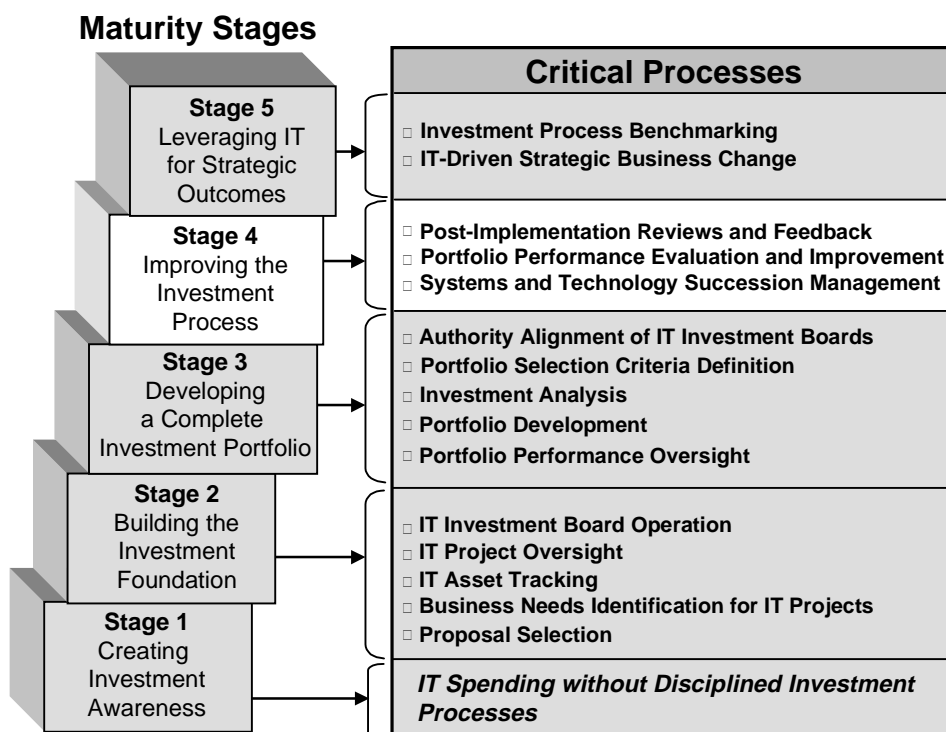 Maturity Stages
Critical Processes
Stage 5
Leveraging IT
for Strategic
Outcomes
Investment Process Benchmarking
IT-Driven Strategic Business Change
Stage 4
Improving the
Investment
Process
Post-Implementation Reviews and Feedback
Portfolio Performance Evaluation and Improvement
Systems and Technology Succession Management
Stage 3
Developing
a Complete
Investment Portfolio
Authority Alignment of IT Investment Boards
Portfolio Selection Criteria Definition
Investment Analysis
Portfolio Development
Portfolio Performance Oversight
Stage 2
Building the
Investment
Foundation
IT Investment Board Operation
IT Project Oversight
IT Asset Tracking
Business Needs Identification for IT Projects
Proposal Selection
Stage 1
Creating
Investment
Awareness
IT Spending without Disciplined Investment
Processes